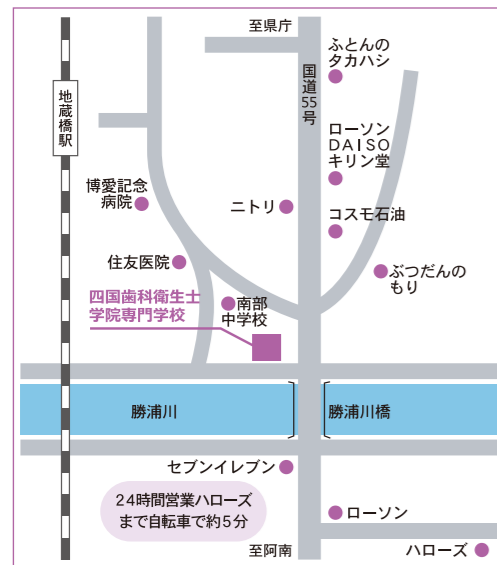 至県庁
ふとんの
タカハシ
国道55号
地蔵橋駅
ローソン
DAISO
キリン堂
博愛記念
病院
ニトリ
コスモ石油
住友医院
ぶつだんの
もり
四国歯科衛生士
学院専門学校
南部
中学校
勝浦川
勝浦川橋
セブンイレブン
24時間営業ハローズ
まで自転車で約5分
ローソン
至阿南
ハローズ